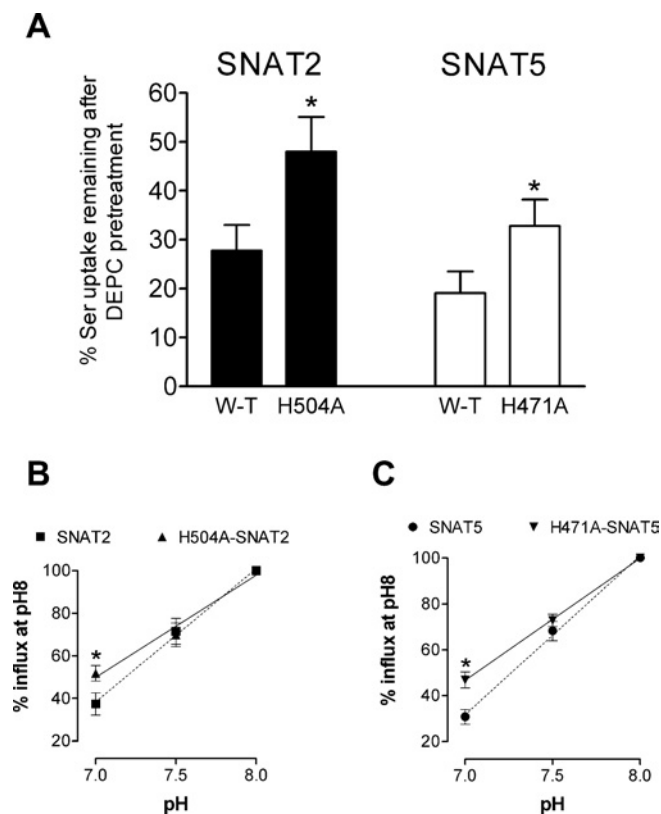 A
SNAT2 SNAT5
% Ser uptake remaining after
DEPC pretreatment
60
50
40
30
20
10
0
* *
W-T H504A W-T H471A
B
SNAT2 H504A-SNAT2
% influx at pH8
100
80
60
40
20
*
7.0 7.5 8.0
pH
C
SNAT5 H471A-SNAT5
% influx at pH8
100
80
60
40
20
*
7.0 7.5 8.0
pH